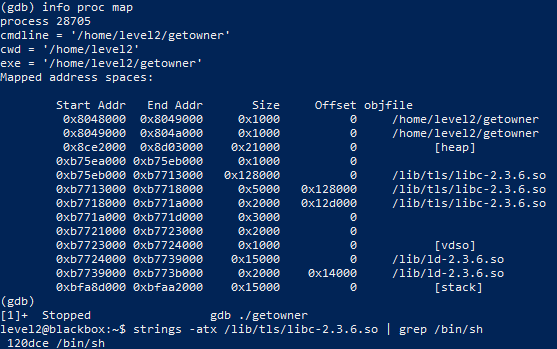 (gdb) info proc map
process 28705
cmdline = '/home/level2/getowner'
cwd = '/home/level2'
exe = '/home/level2/getowner'
Mapped address spaces:
Start Addr End Addr Size Offset objfile
0x8048000 0x8049000 0x1000 0 /home/level2/getowner
0x8049000 0x804a000 0x1000 0 /home/level2/getowner
0x8ce2000 0x8d03000 0x21000 0 [heap]
0xb75ea000 0xb75eb000 0x1000 0
0xb75eb000 0xb7713000 0x128000 0 /lib/tls/libc-2.3.6.so
0xb7713000 0xb7718000 0x5000 0x128000 /lib/tls/libc-2.3.6.so
0xb7718000 0xb771a000 0x2000 0x12d000 /lib/tls/libc-2.3.6.so
0xb771a000 0xb771d000 0x3000 0
0xb7721000 0xb7723000 0x2000 0
0xb7723000 0xb7724000 0x1000 0 [vdso]
0xb7724000 0xb7739000 0x15000 0 /lib/ld-2.3.6.so
0xb7739000 0xb773b000 0x2000 0x14000 /lib/ld-2.3.6.so
0xbfa8d000 0xbfaa2000 0x15000 0 [stack]
(gdb)
[1]+ Stopped gdb ./getowner
level2@blackbox:~$ strings -atx /lib/tls/libc-2.3.6.so | grep /bin/sh
120dce /bin/sh